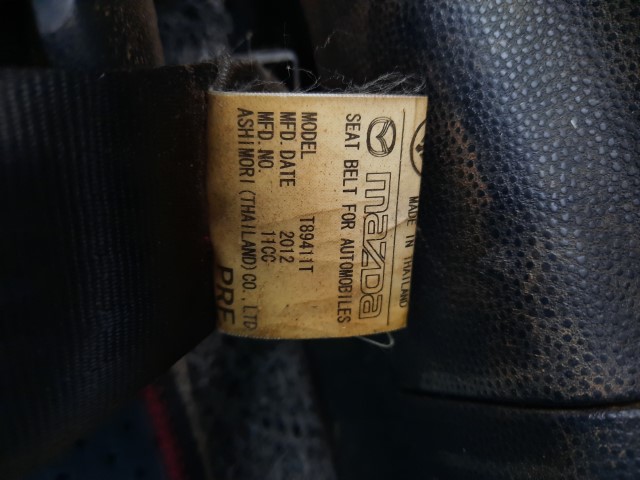 MADE IN THAILAND
mazda
SEAT BELT FOR AUTOMOBILES
MODEL T89411T
MFD. DATE 2012
MFD. NO. 11CC
ASHIMORI (THAILAND) CO., LTD
PRE